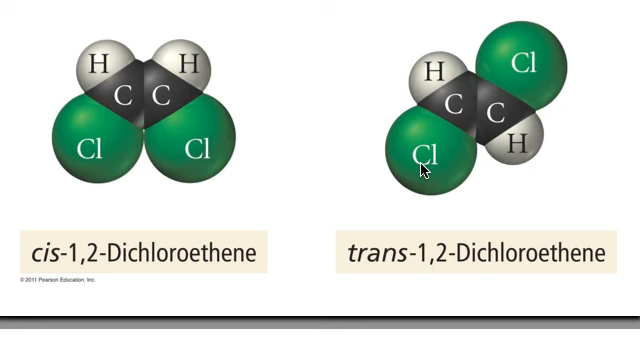 H H
C C
Cl Cl
cis-1,2-Dichloroethene
Cl
H
C C
H
Cl
trans-1,2-Dichloroethene
© 2011 Pearson Education, Inc.